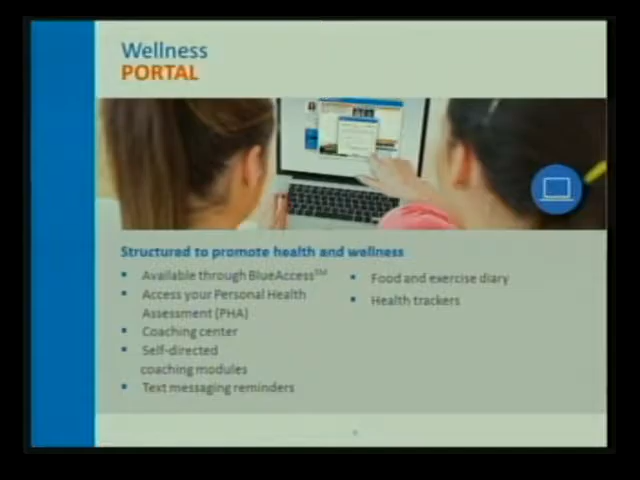 Wellness
PORTAL
Structured to promote health and wellness
▪ Available through BlueAccessSM
▪ Access your Personal Health
Assessment (PHA)
▪ Coaching center
▪ Self-directed
coaching modules
▪ Text messaging reminders
▪ Food and exercise diary
▪ Health trackers